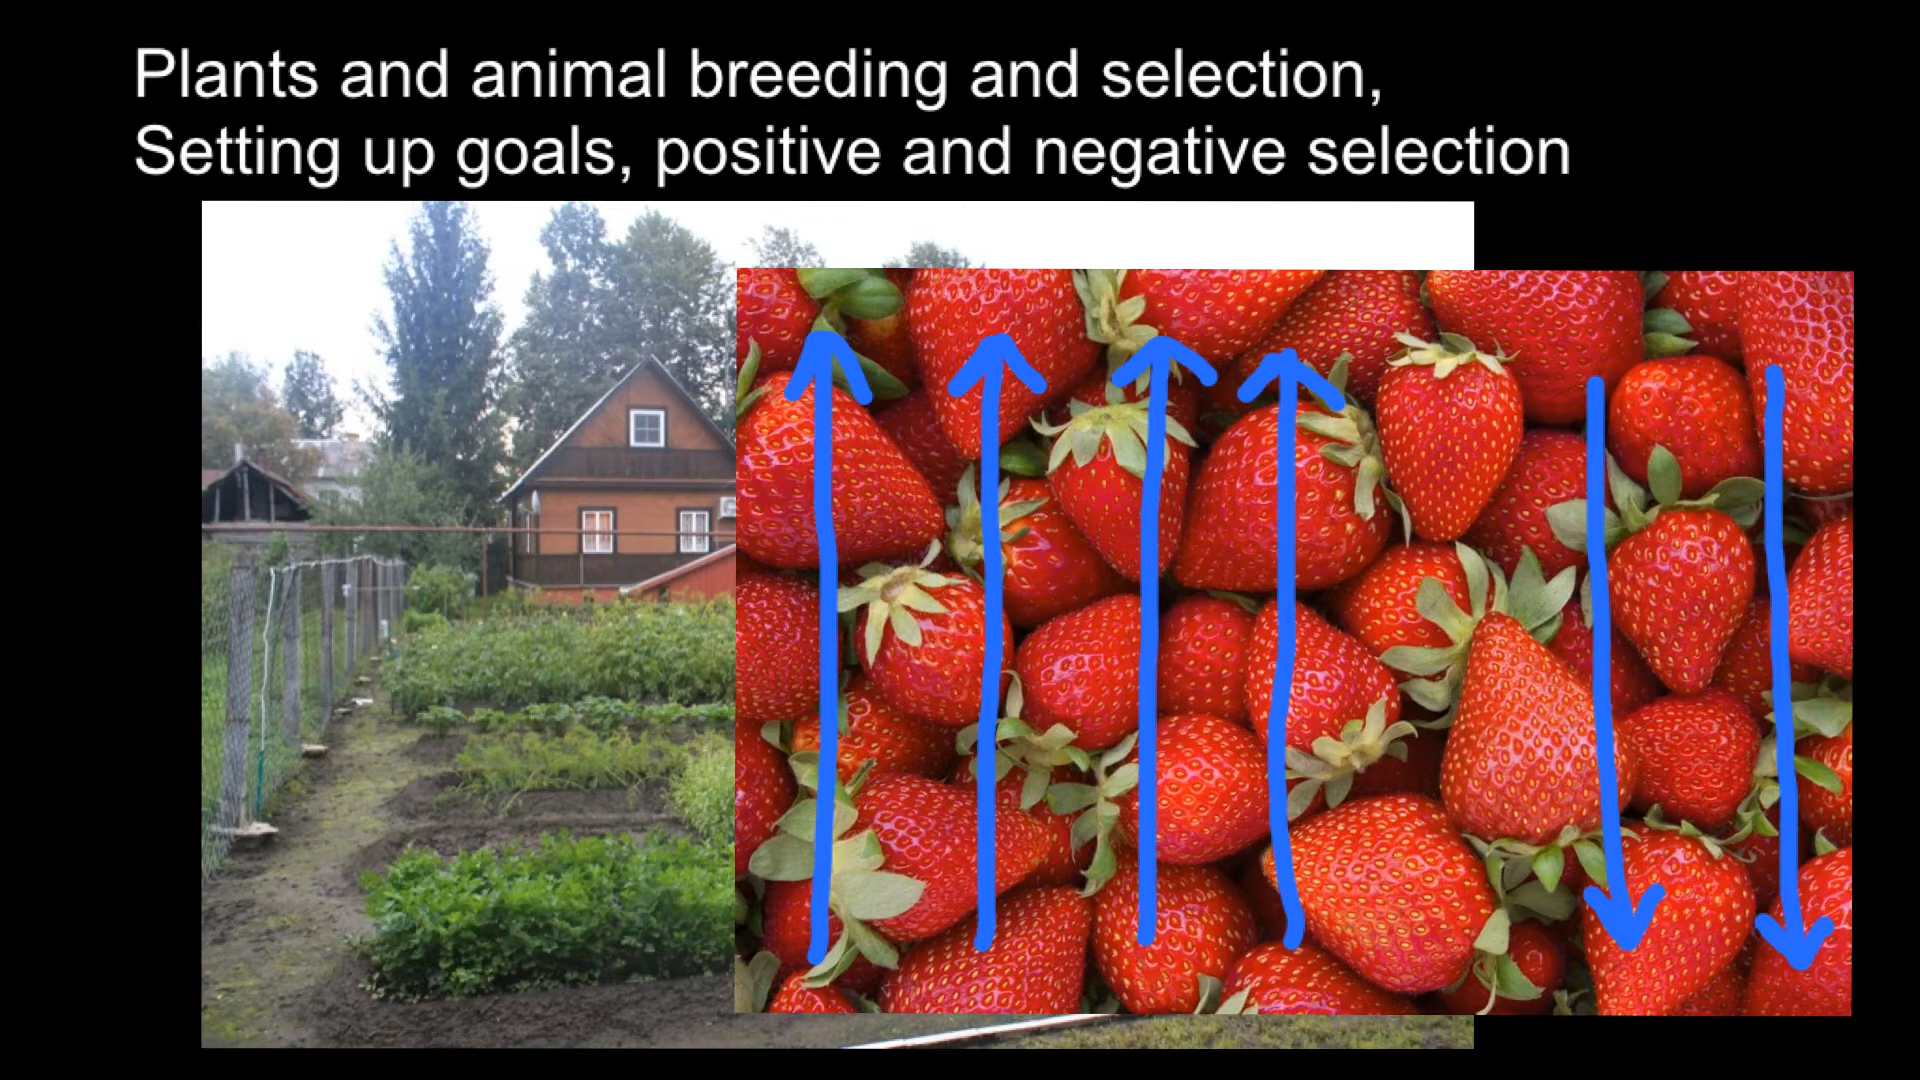 Plants and animal breeding and selection,
Setting up goals, positive and negative selection